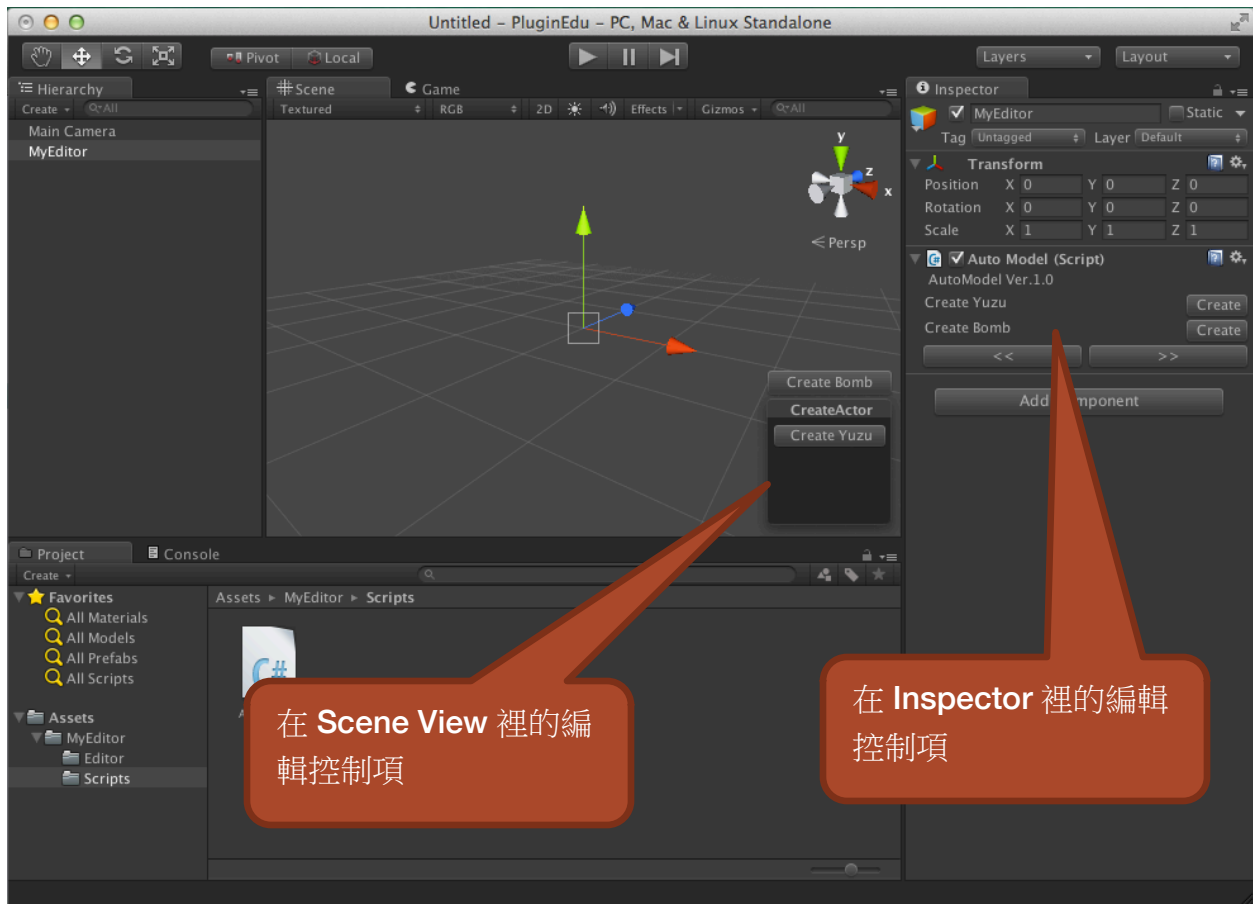 Untitled – PluginEdu – PC, Mac & Linux Standalone
Pivot Local Layers Layout
Hierarchy
Create All
Main Camera
MyEditor
Scene Game
Textured RGB 2D Effects Gizmos All
y
z
x
Persp
Create Bomb
CreateActor
Create Yuzu
Inspector
MyEditor Static
Tag Untagged Layer Default
Transform
Position X 0 Y 0 Z 0
Rotation X 0 Y 0 Z 0
Scale X 1 Y 1 Z 1
Auto Model (Script)
AutoModel Ver.1.0
Create Yuzu Create
Create Bomb Create
<< >>
Project Console
Create
Favorites
All Materials
All Models
All Prefabs
All Scripts
Assets
MyEditor
Editor
Scripts
Assets ▸ MyEditor ▸ Scripts
C#
在 Scene View 裡的編
輯控制項
在 Inspector 裡的編輯
控制項